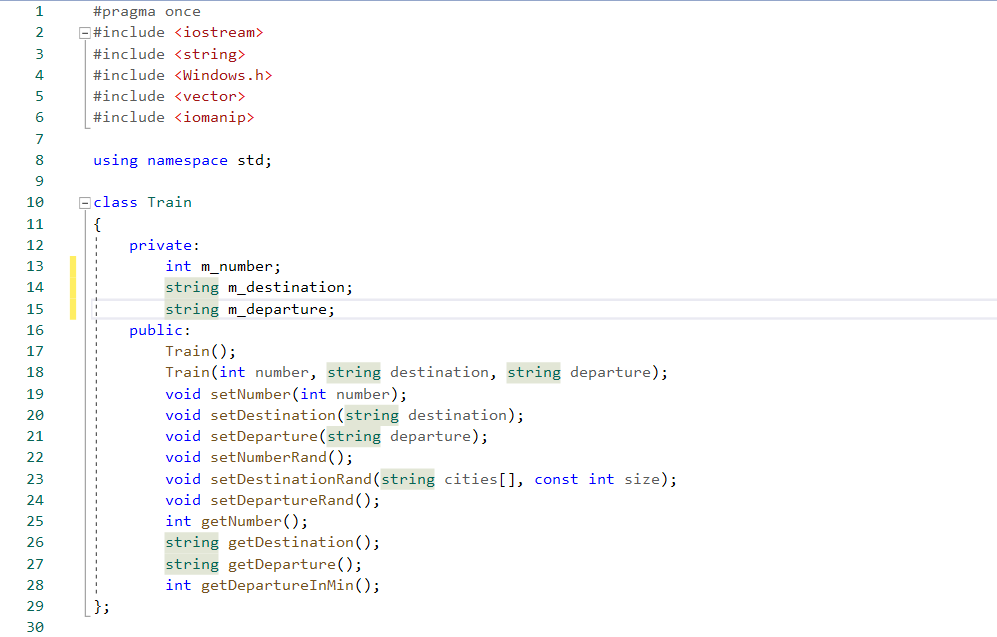 1 #pragma once
2 #include <iostream>
3 #include <string>
4 #include <Windows.h>
5 #include <vector>
6 #include <iomanip>
7
8 using namespace std;
9
10 class Train
11 {
12 private:
13 int m_number;
14 string m_destination;
15 string m_departure;
16 public:
17 Train();
18 Train(int number, string destination, string departure);
19 void setNumber(int number);
20 void setDestination(string destination);
21 void setDeparture(string departure);
22 void setNumberRand();
23 void setDestinationRand(string cities[], const int size);
24 void setDepartureRand();
25 int getNumber();
26 string getDestination();
27 string getDeparture();
28 int getDepartureInMin();
29 };
30